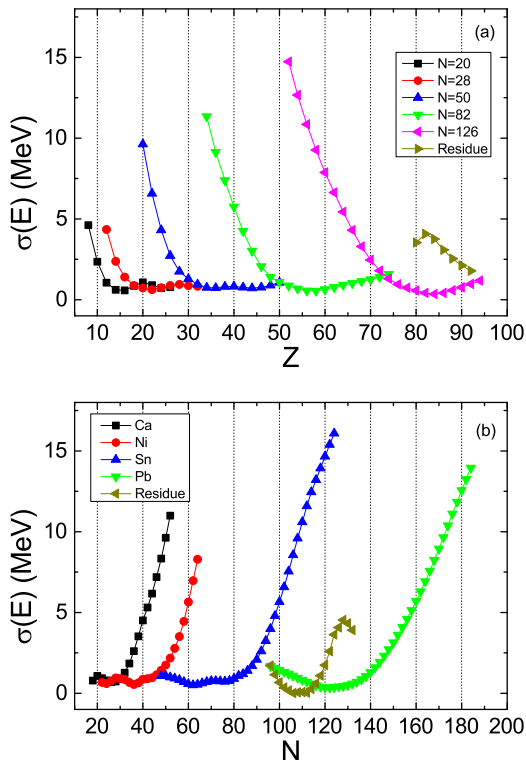 (a)
N=20
N=28
N=50
N=82
N=126
Residue
σ(E) (MeV)
15
10
5
0
10 20 30 40 50 60 70 80 90 100
Z
(b)
Ca
Ni
Sn
Pb
Residue
σ(E) (MeV)
15
10
5
0
20 40 60 80 100 120 140 160 180 200
N